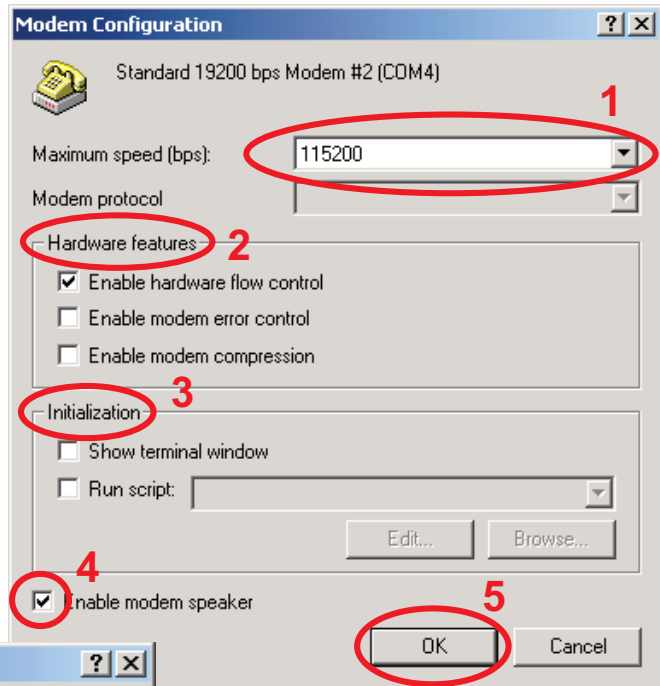 Modem Configuration
Standard 19200 bps Modem #2 (COM4)
1
Maximum speed (bps): 115200
Modem protocol
Hardware features 2
Enable hardware flow control
Enable modem error control
Enable modem compression
3
Initialization
Show terminal window
Run script:
Edit... Browse...
4
Enable modem speaker
5
OK Cancel